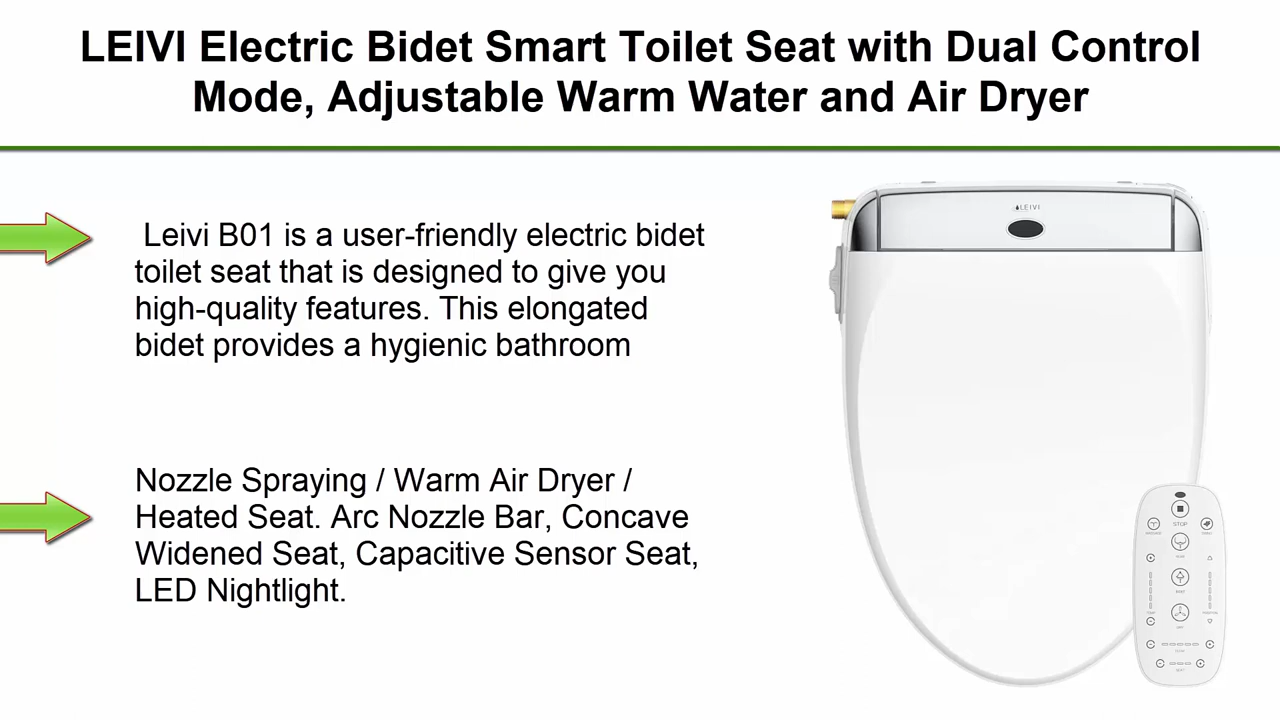 LEIVI Electric Bidet Smart Toilet Seat with Dual Control
Mode, Adjustable Warm Water and Air Dryer
Leivi B01 is a user-friendly electric bidet
toilet seat that is designed to give you
high-quality features. This elongated
bidet provides a hygienic bathroom
Nozzle Spraying / Warm Air Dryer /
Heated Seat. Arc Nozzle Bar, Concave
Widened Seat, Capacitive Sensor Seat,
LED Nightlight.
LEIVI
STOP